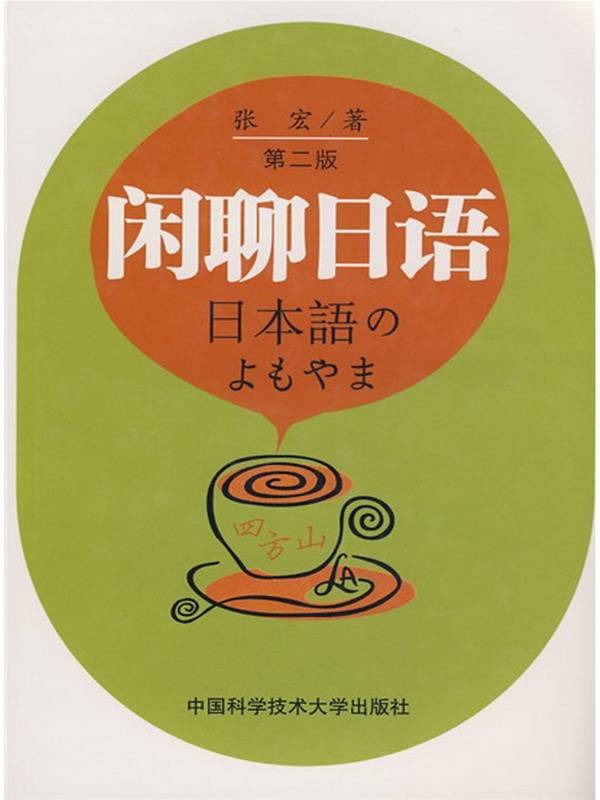 张 宏/著
第二版
闲聊日语
日本語の
よもやま
四方山
中国科学技术大学出版社